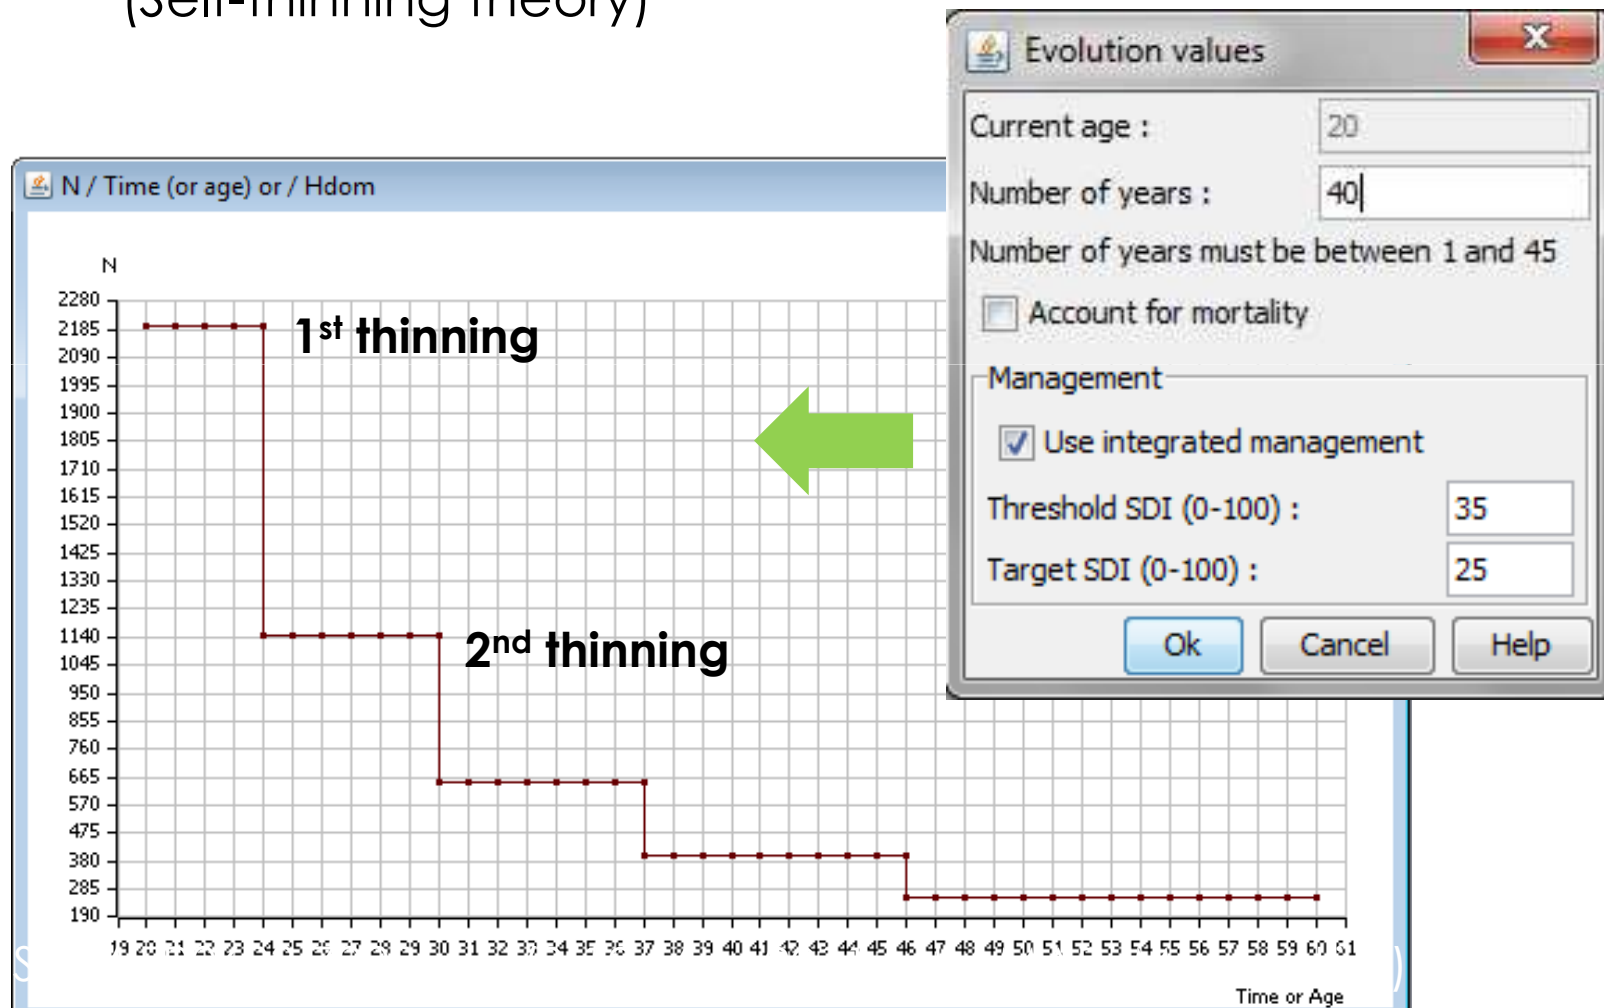 (Self-thinning theory)
Evolution values
Current age :
20
Number of years :
40
Number of years must be between 1 and 45
Account for mortality
Management
Use integrated management
Threshold SDI (0-100) :
35
Target SDI (0-100) :
25
Ok
Cancel
Help
N / Time (or age) or / Hdom
N
2280
2185
2090
1995
1900
1805
1710
1615
1520
1425
1330
1235
1140
1045
950
855
760
665
570
475
380
285
190
1st thinning
2nd thinning
19 20 21 22 23 24 25 26 27 28 29 30 31 32 33 34 35 36 37 38 39 40 41 42 43 44 45 46 47 48 49 50 51 52 53 54 55 56 57 58 59 60 61
Time or Age